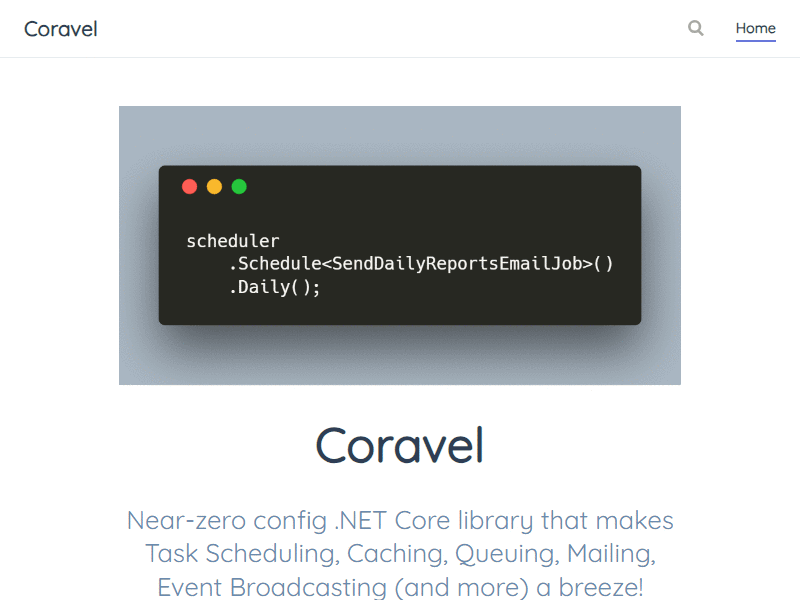 Coravel
Home
scheduler
.Schedule<SendDailyReportsEmailJob>()
.Daily();
Coravel
Near-zero config .NET Core library that makes
Task Scheduling, Caching, Queuing, Mailing,
Event Broadcasting (and more) a breeze!